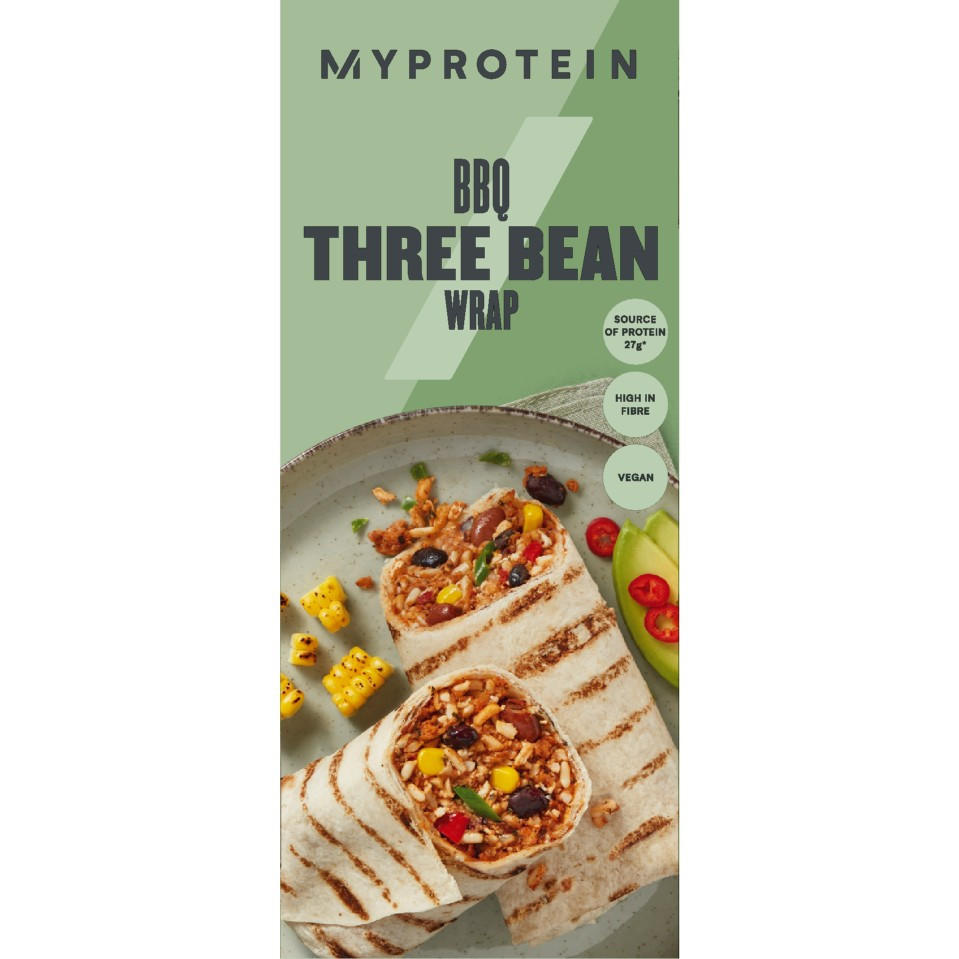 MYPROTEIN
BBQ
THREE BEAN
WRAP
SOURCE
OF PROTEIN
27g*
HIGH IN
FIBRE
VEGAN